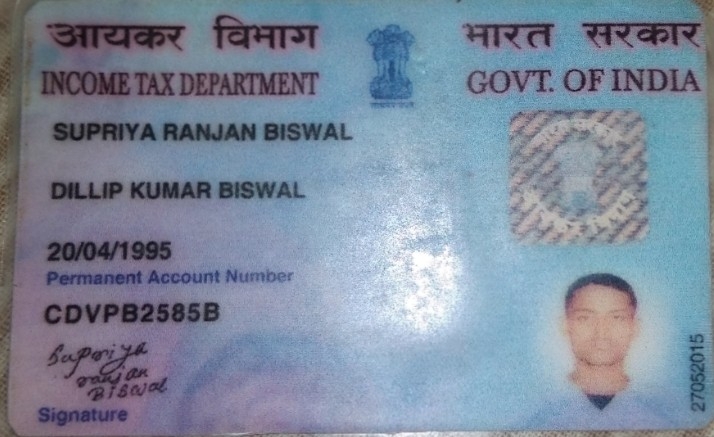 आयकर विभाग
भारत सरकार
INCOME TAX DEPARTMENT
GOVT. OF INDIA
SUPRIYA RANJAN BISWAL
DILLIP KUMAR BISWAL
20/04/1995
Permanent Account Number
CDVPB2585B
Supriya
ranjan
BISWAL
Signature
27052015